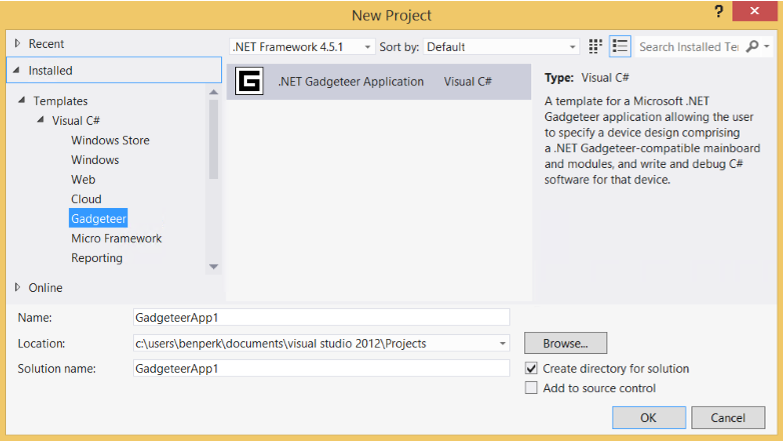 New Project
?
Recent
Installed
Templates
Visual C#
Windows Store
Windows
Web
Cloud
Gadgeteer
Micro Framework
Reporting
Online
.NET Framework 4.5.1 Sort by: Default
G .NET Gadgeteer Application Visual C#
Search Installed Te
Type: Visual C#
A template for a Microsoft .NET
Gadgeteer application allowing the user
to specify a device design comprising
a .NET Gadgeteer-compatible mainboard
and modules, and write and debug C#
software for that device.
Name: GadgeteerApp1
Location: c:\users\benperk\documents\visual studio 2012\Projects
Browse...
Solution name: GadgeteerApp1
Create directory for solution
Add to source control
OK Cancel